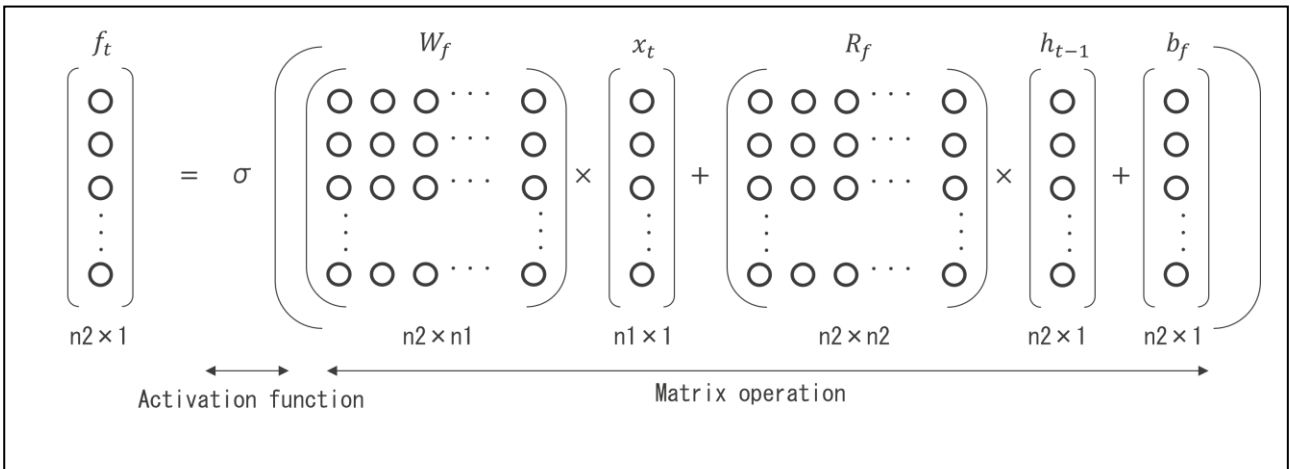 f_t W_f x_t R_f h_{t-1} b_f
= σ × + × +
n2×1 n2×n1 n1×1 n2×n2 n2×1 n2×1
Activation function Matrix operation